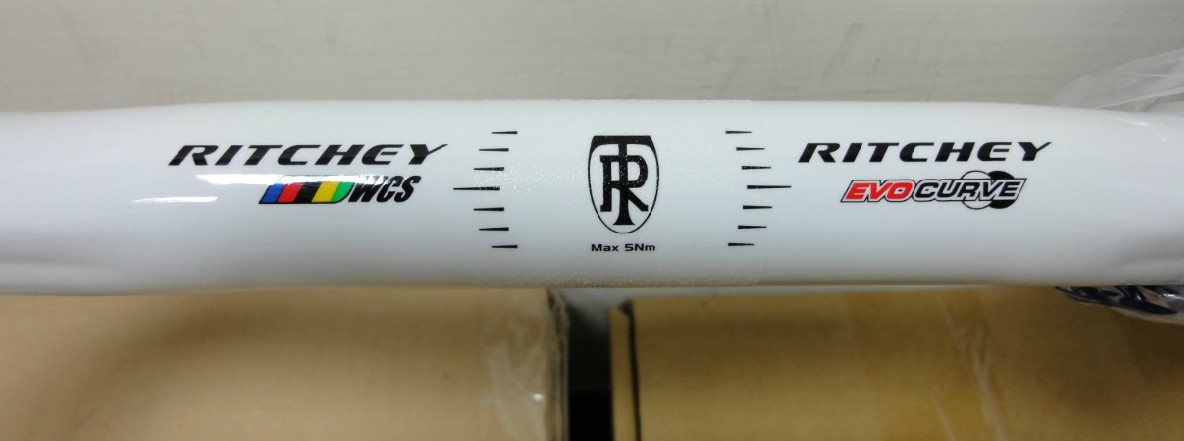 RITCHEY
WCS
TR
Max 5Nm
RITCHEY
EVOCURVE